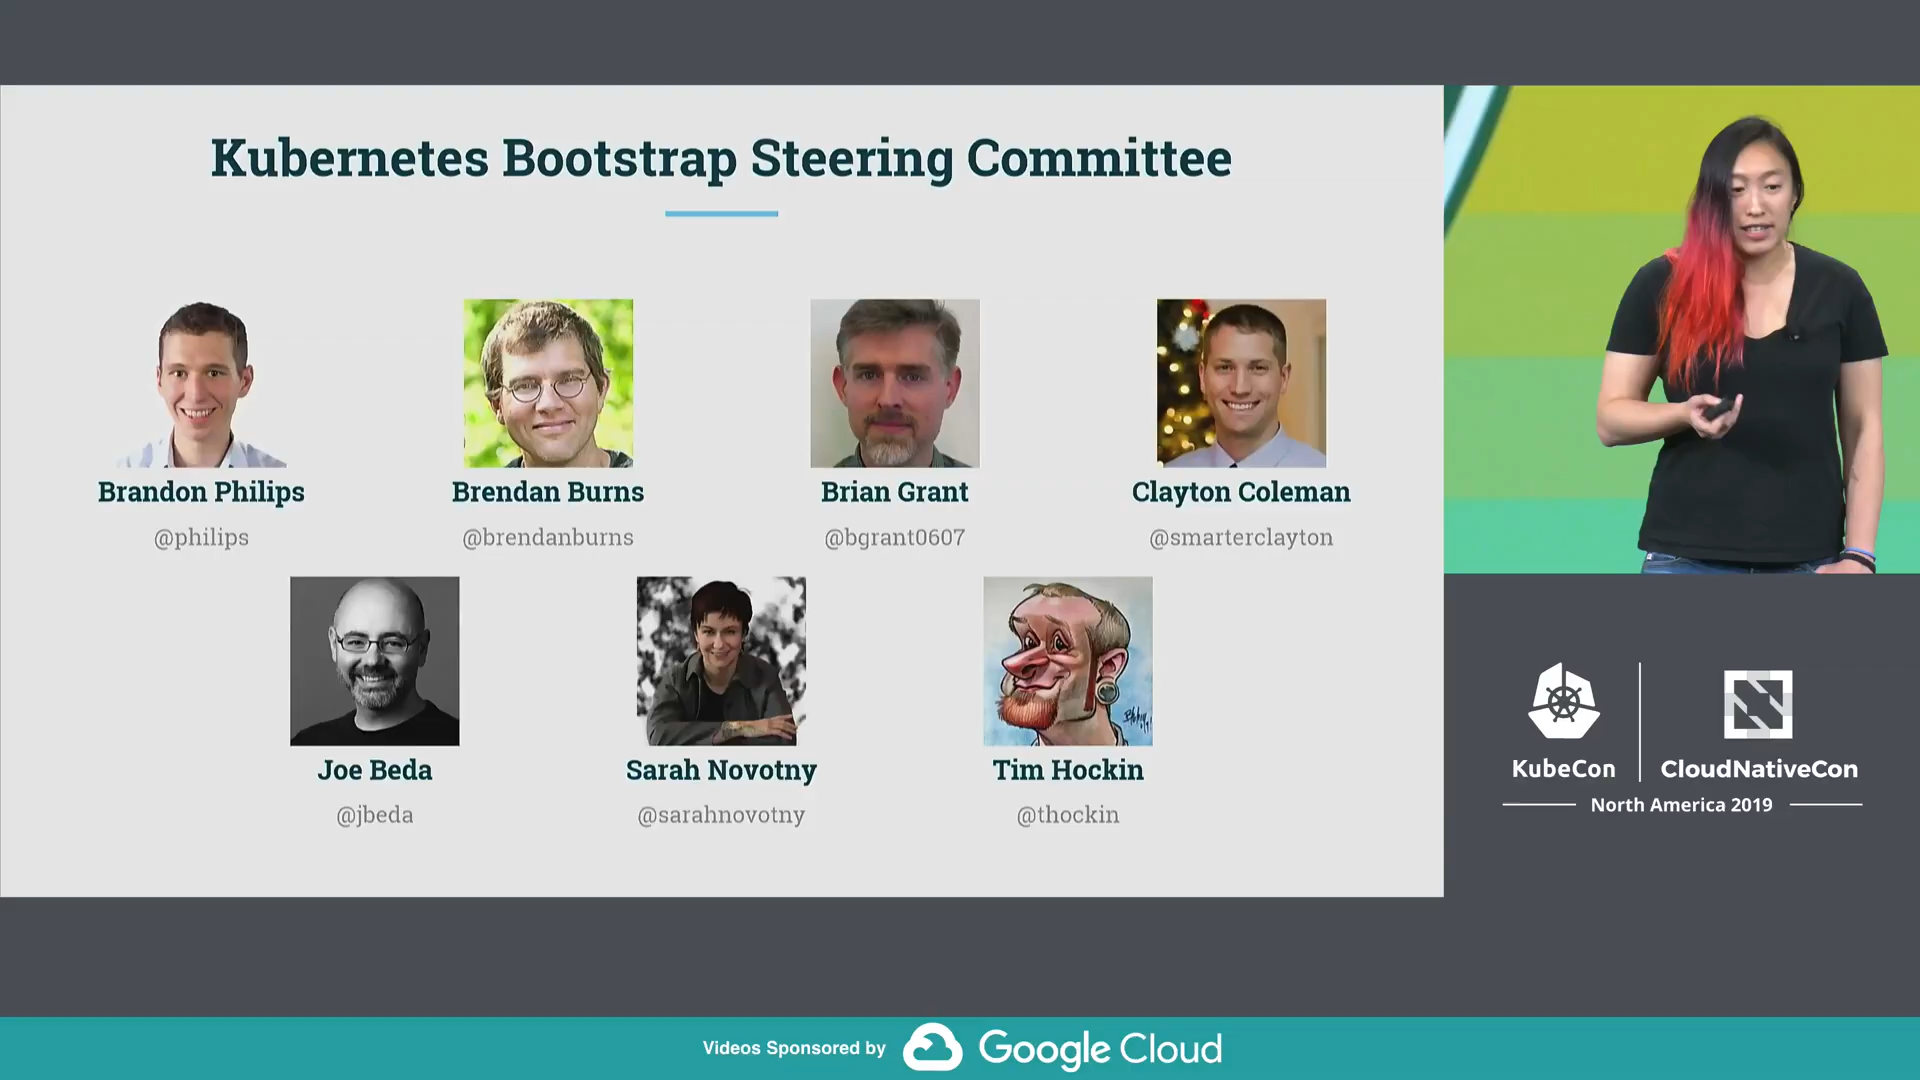 Kubernetes Bootstrap Steering Committee
Brandon Philips
@philips
Brendan Burns
@brendanburns
Brian Grant
@bgrant0607
Clayton Coleman
@smarterclayton
Joe Beda
@jbeda
Sarah Novotny
@sarahnovotny
Tim Hockin
@thockin
KubeCon
CloudNativeCon
North America 2019
Videos Sponsored by
Google Cloud